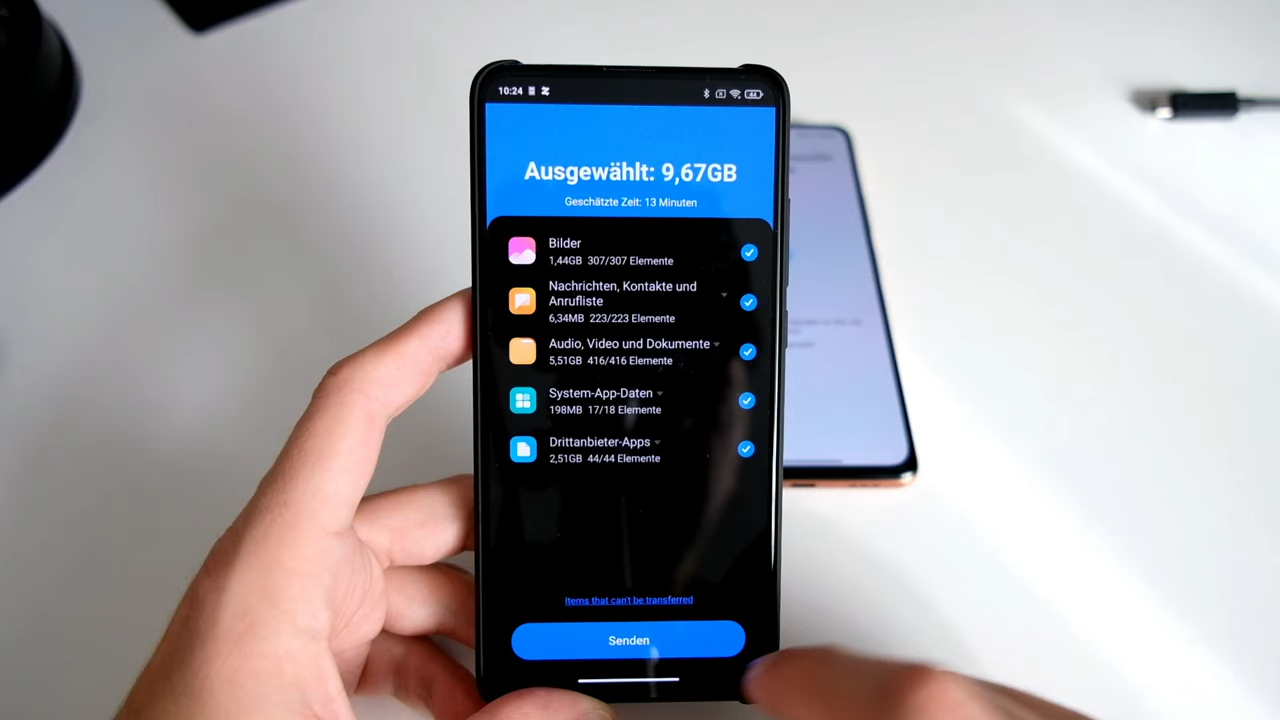 10:24
44
Ausgewählt: 9,67GB
Geschätzte Zeit: 13 Minuten
Bilder
1,44GB 307/307 Elemente
Nachrichten, Kontakte und
Anrufliste
6,34MB 223/223 Elemente
Audio, Video und Dokumente
5,51GB 416/416 Elemente
System-App-Daten
198MB 17/18 Elemente
Drittanbieter-Apps
2,51GB 44/44 Elemente
Items that can't be transferred
Senden